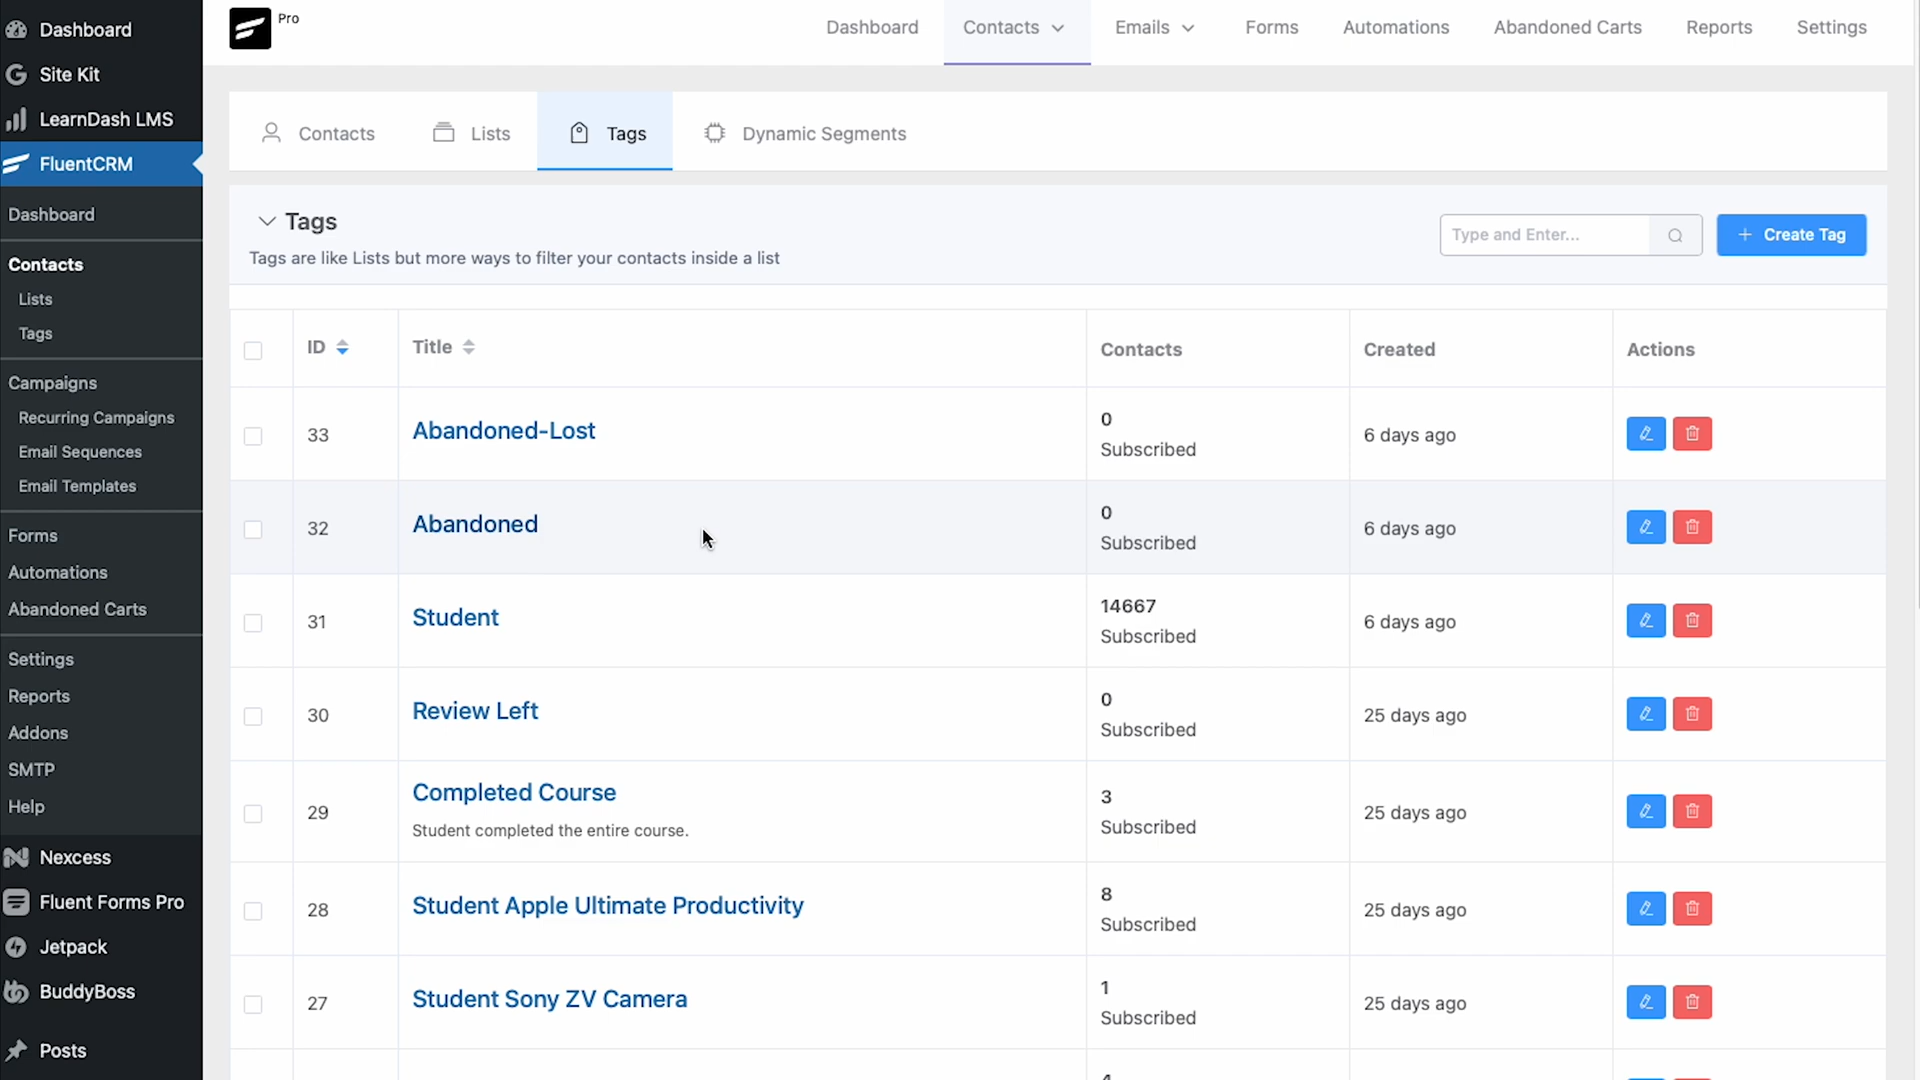 Dashboard
Site Kit
LearnDash LMS
FluentCRM
Dashboard
Contacts
Lists
Tags
Campaigns
Recurring Campaigns
Email Sequences
Email Templates
Forms
Automations
Abandoned Carts
Settings
Reports
Addons
SMTP
Help
Nexcess
Fluent Forms Pro
Jetpack
BuddyBoss
Posts
Pro
Dashboard Contacts Emails Forms Automations Abandoned Carts Reports Settings
Contacts Lists Tags Dynamic Segments
Tags
Tags are like Lists but more ways to filter your contacts inside a list
Type and Enter...
+ Create Tag
ID Title Contacts Created Actions
33 Abandoned-Lost 0 Subscribed 6 days ago
32 Abandoned 0 Subscribed 6 days ago
31 Student 14667 Subscribed 6 days ago
30 Review Left 0 Subscribed 25 days ago
29 Completed Course 3 Subscribed 25 days ago
Student completed the entire course.
28 Student Apple Ultimate Productivity 8 Subscribed 25 days ago
27 Student Sony ZV Camera 1 Subscribed 25 days ago